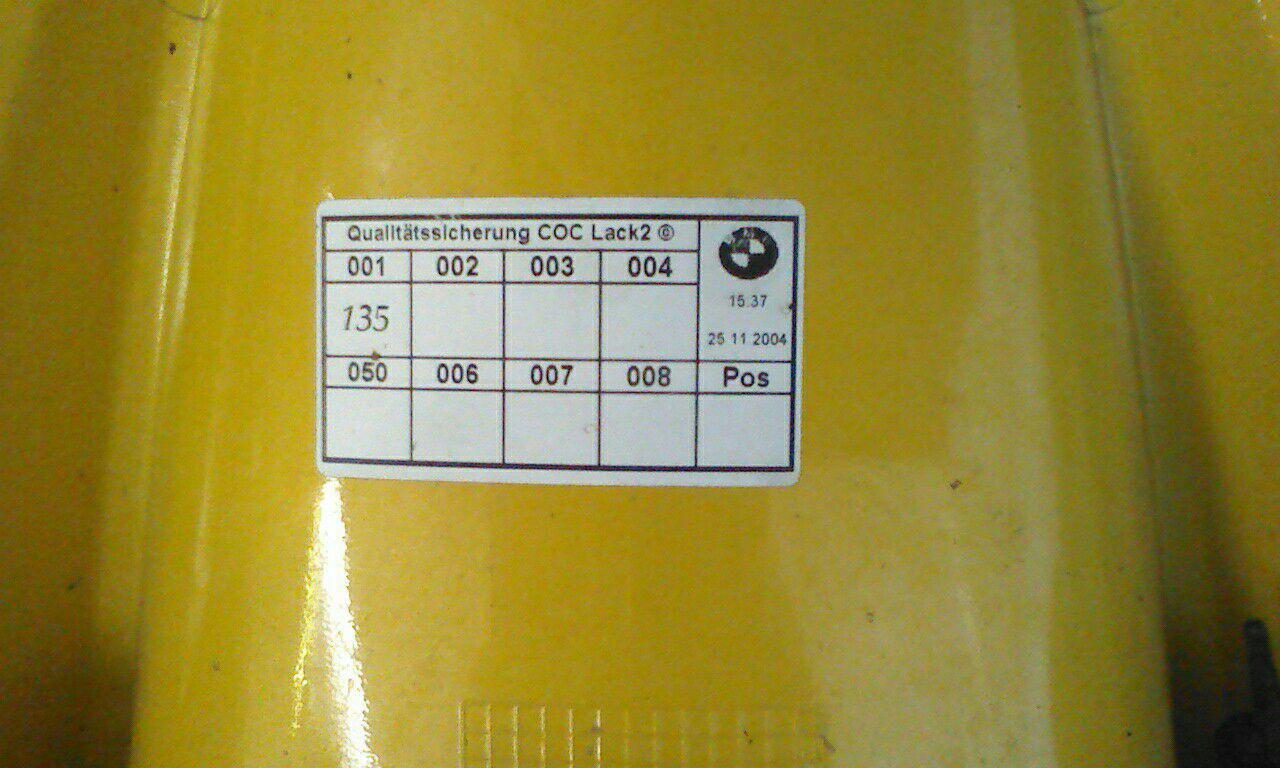 Qualitätssicherung COC Lack2 ©
001 002 003 004
15.37
135
25 11 2004
050 006 007 008 Pos